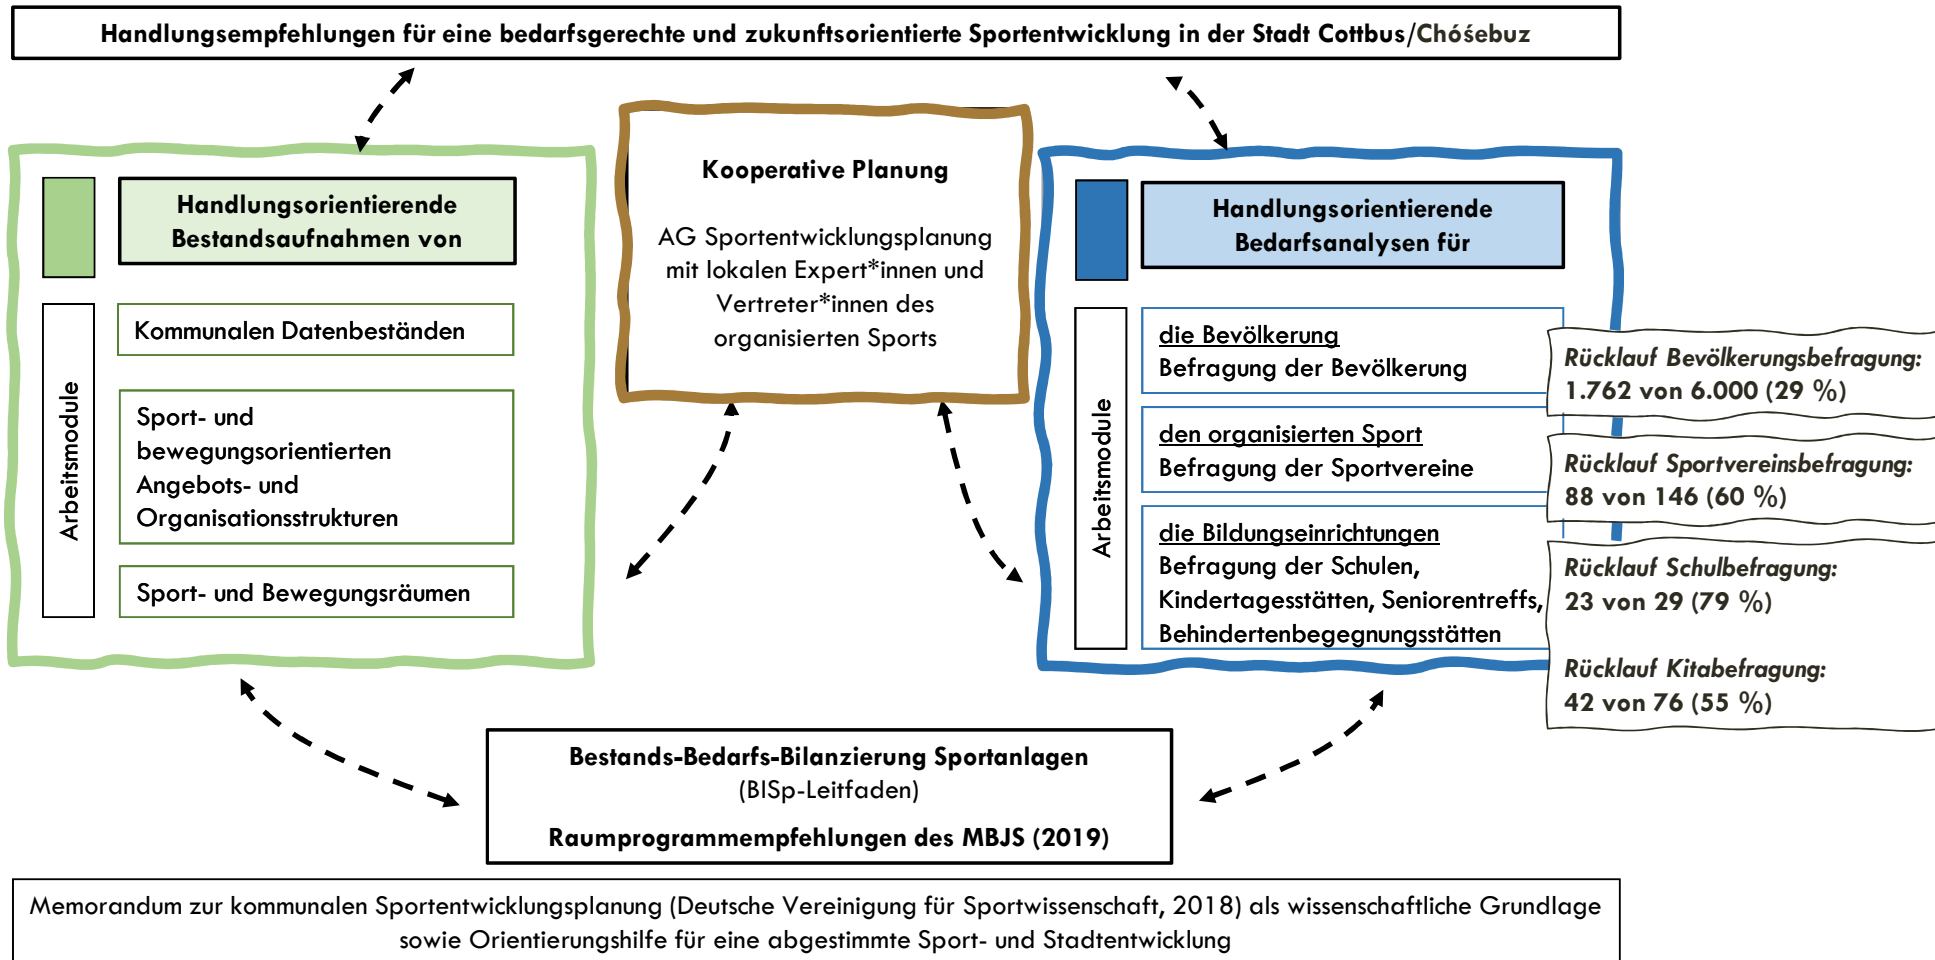 Handlungsempfehlungen für eine bedarfsgerechte und zukunftsorientierte Sportentwicklung in der Stadt Cottbus/Chóśebuz
Handlungsorientierende
Bestandsaufnahmen von
Arbeitsmodule
Kommunalen Datenbeständen
Sport- und
bewegungsorientierten
Angebots- und
Organisationsstrukturen
Sport- und Bewegungsräumen
Kooperative Planung
AG Sportentwicklungsplanung
mit lokalen Expert*innen und
Vertreter*innen des
organisierten Sports
Handlungsorientierende
Bedarfsanalysen für
Arbeitsmodule
die Bevölkerung
Befragung der Bevölkerung
den organisierten Sport
Befragung der Sportvereine
die Bildungseinrichtungen
Befragung der Schulen,
Kindertagesstätten, Seniorentreffs,
Behindertenbegegnungsstätten
Rücklauf Bevölkerungsbefragung:
1.762 von 6.000 (29 %)
Rücklauf Sportvereinsbefragung:
88 von 146 (60 %)
Rücklauf Schulbefragung:
23 von 29 (79 %)
Rücklauf Kitabefragung:
42 von 76 (55 %)
Bestands-Bedarfs-Bilanzierung Sportanlagen
(BISp-Leitfaden)
Raumprogrammempfehlungen des MBJS (2019)
Memorandum zur kommunalen Sportentwicklungsplanung (Deutsche Vereinigung für Sportwissenschaft, 2018) als wissenschaftliche Grundlage
sowie Orientierungshilfe für eine abgestimmte Sport- und Stadtentwicklung